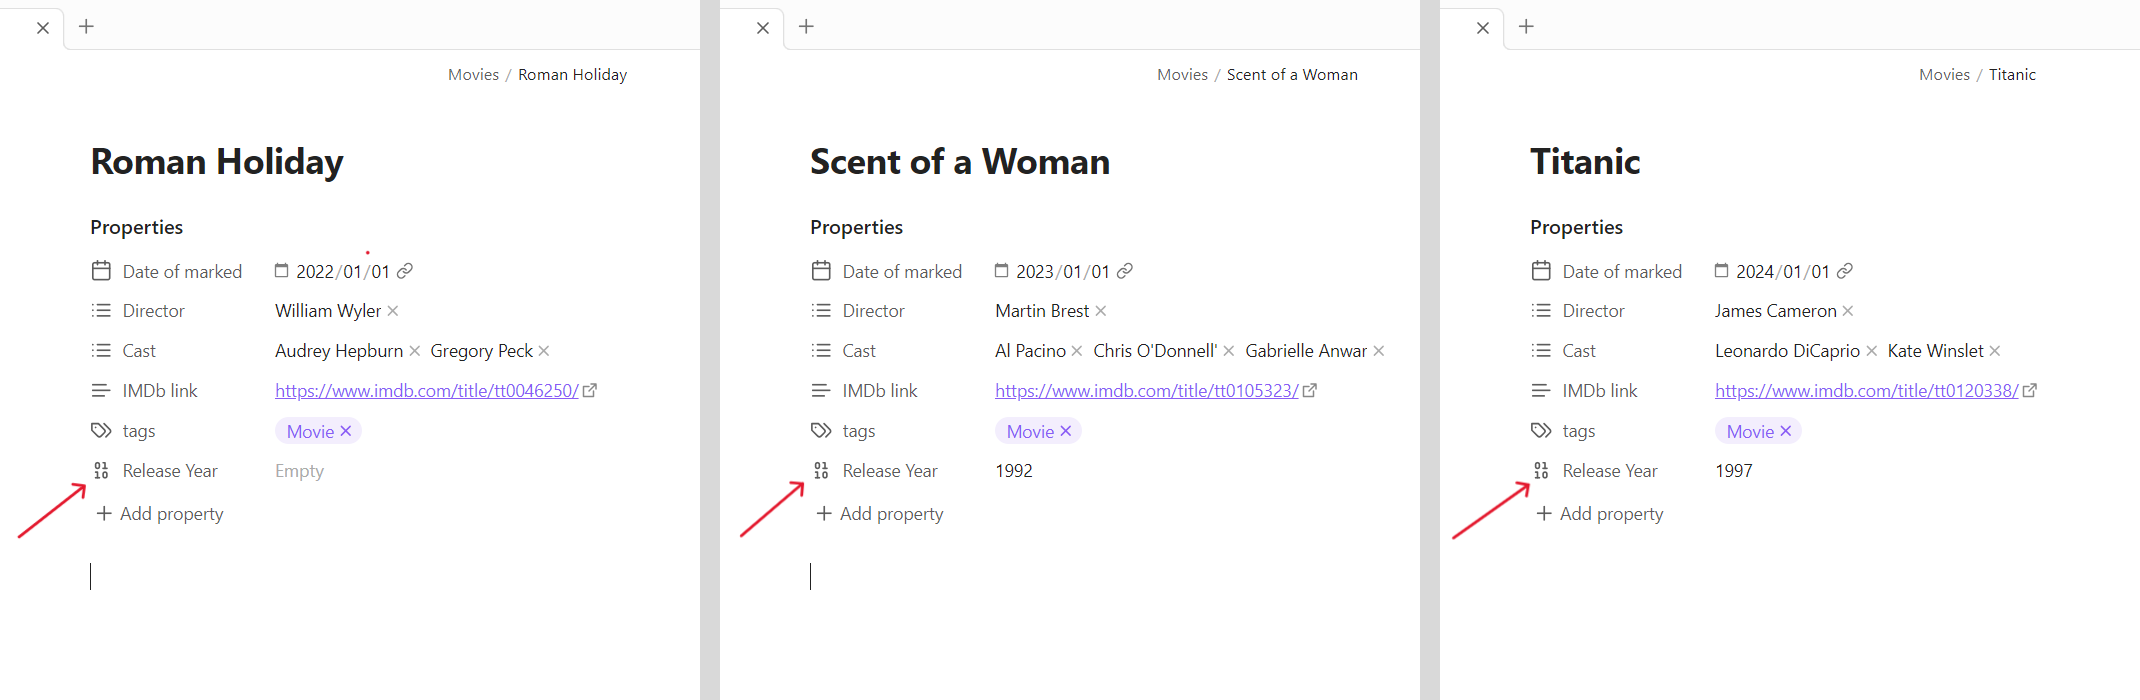 Movies / Roman Holiday
Roman Holiday
Properties
Date of marked 2022/01/01
Director William Wyler
Cast Audrey Hepburn Gregory Peck
IMDb link https://www.imdb.com/title/tt0046250/
tags Movie
Release Year Empty
Add property
Movies / Scent of a Woman
Scent of a Woman
Properties
Date of marked 2023/01/01
Director Martin Brest
Cast Al Pacino Chris O'Donnell' Gabrielle Anwar
IMDb link https://www.imdb.com/title/tt0105323/
tags Movie
Release Year 1992
Add property
Movies / Titanic
Titanic
Properties
Date of marked 2024/01/01
Director James Cameron
Cast Leonardo DiCaprio Kate Winslet
IMDb link https://www.imdb.com/title/tt0120338/
tags Movie
Release Year 1997
Add property